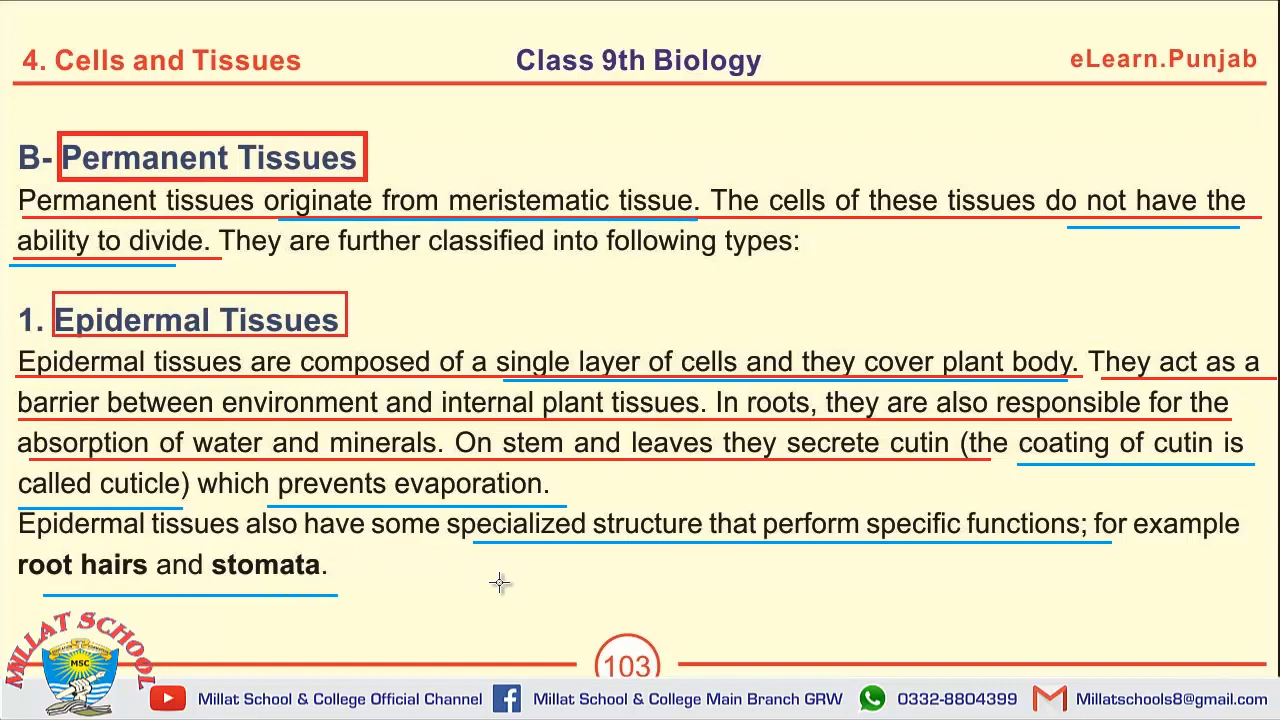 4. Cells and Tissues
Class 9th Biology
eLearn.Punjab
B- Permanent Tissues
Permanent tissues originate from meristematic tissue. The cells of these tissues do not have the
ability to divide. They are further classified into following types:
1. Epidermal Tissues
Epidermal tissues are composed of a single layer of cells and they cover plant body. They act as a
barrier between environment and internal plant tissues. In roots, they are also responsible for the
absorption of water and minerals. On stem and leaves they secrete cutin (the coating of cutin is
called cuticle) which prevents evaporation.
Epidermal tissues also have some specialized structure that perform specific functions; for example
root hairs and stomata.
103
MILLAT SCHOOL
MSC
Millat School & College Official Channel
Millat School & College Main Branch GRW
0332-8804399
Millatschools8@gmail.com